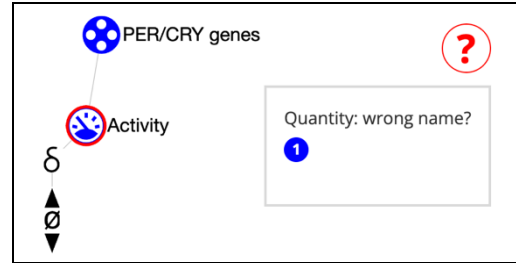 PER/CRY genes
?
Activity
Quantity: wrong name?
1
δ
ø